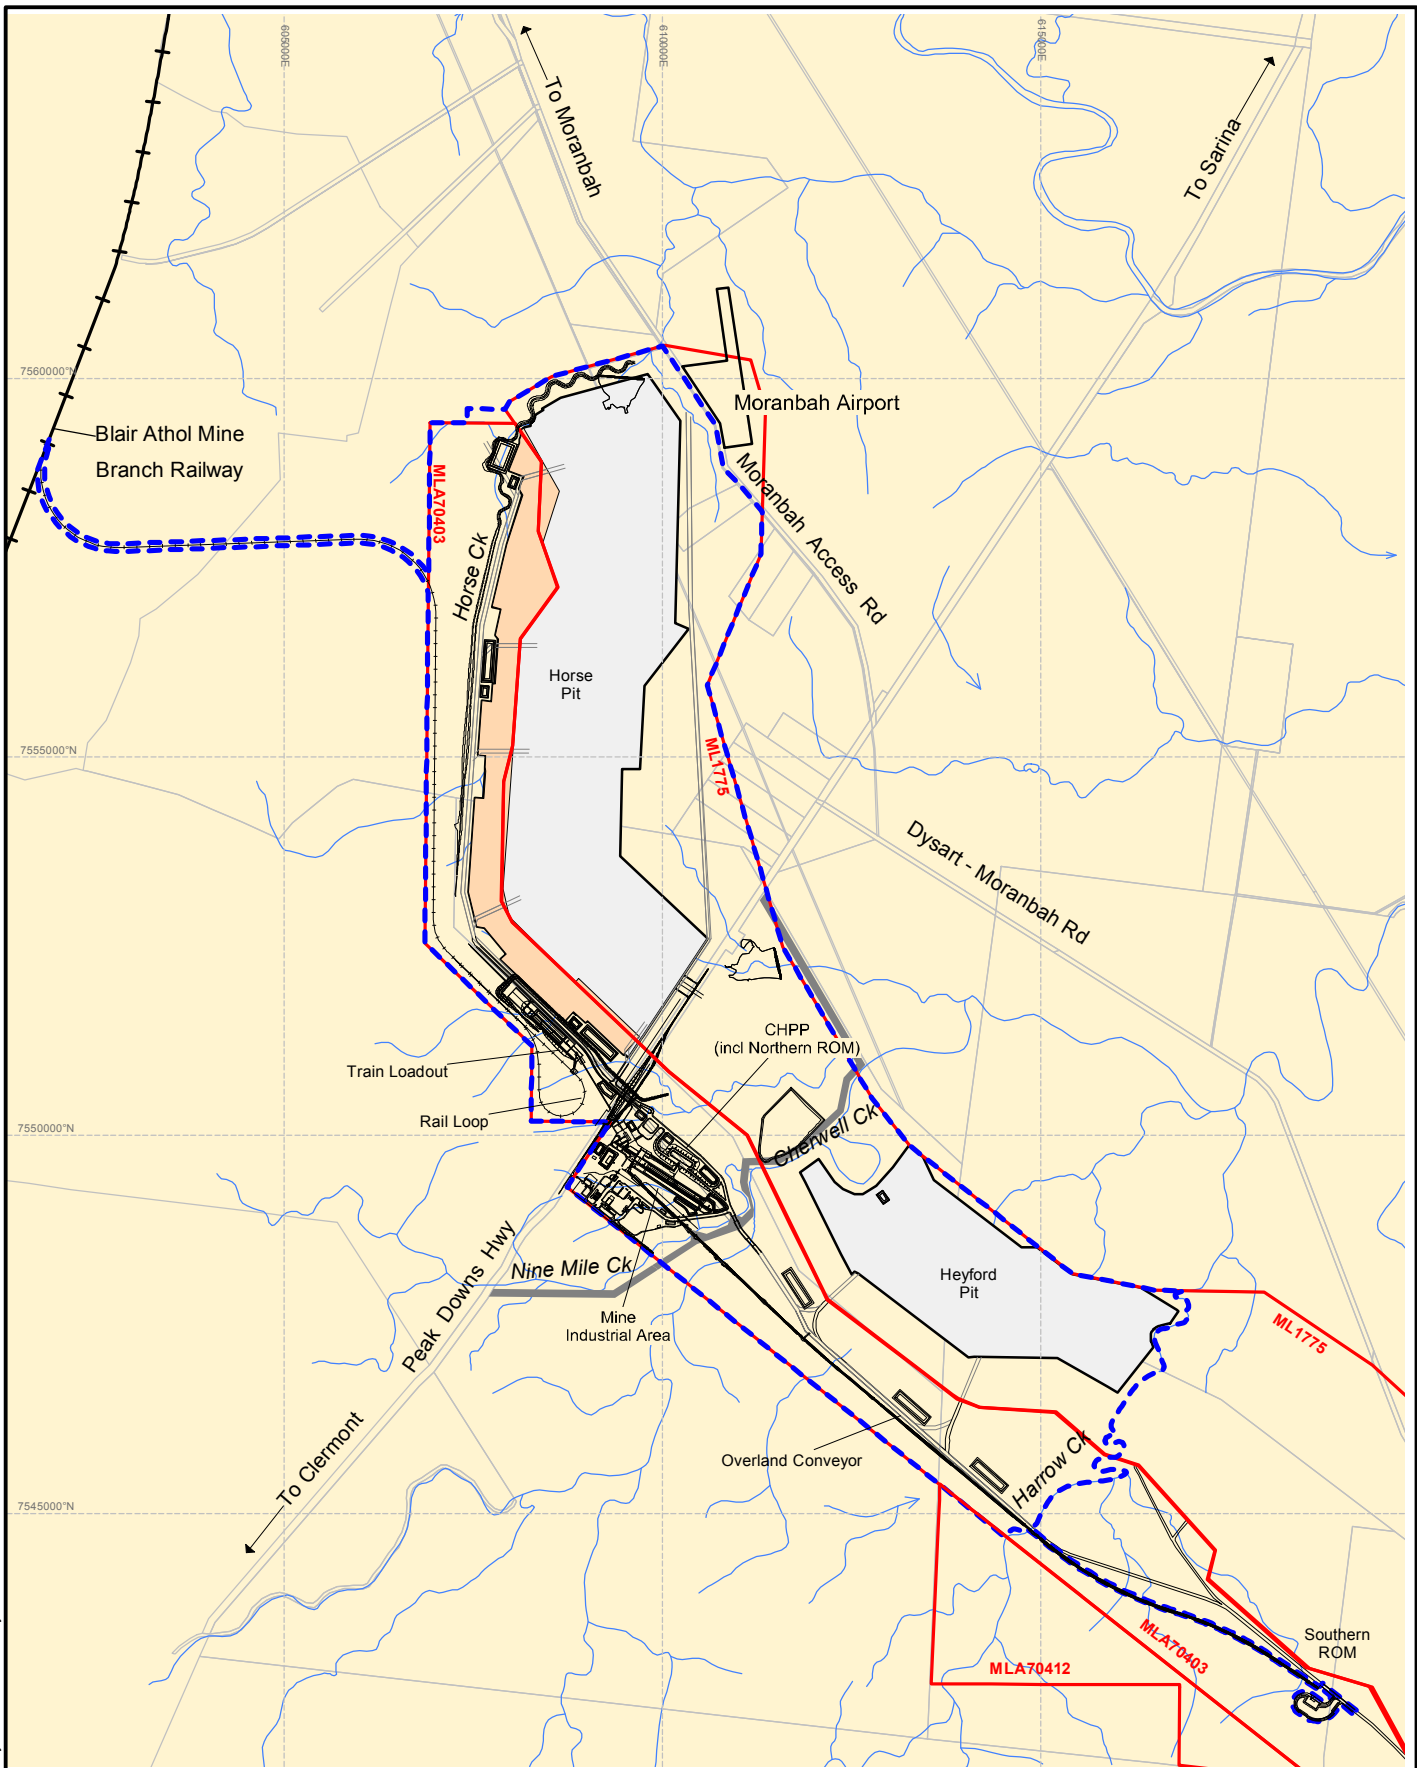 605000E
610000E
615000E
To Moranbah
To Sarina
7560000°N
Moranbah Airport
Blair Athol Mine
Branch Railway
MLA70403
Moranbah Access Rd
Horse Ck
Horse
Pit
7555000°N
ML1775
Dysart - Moranbah Rd
CHPP
(incl Northern ROM)
Train Loadout
Rail Loop
7550000°N
Cherwell Ck
Peak Downs Hwy
Nine Mile Ck
Heyford
Pit
Mine
Industrial Area
ML1775
To Clermont
Overland Conveyor
Harrow Ck
7545000°N
Southern
ROM
MLA70403
MLA70412